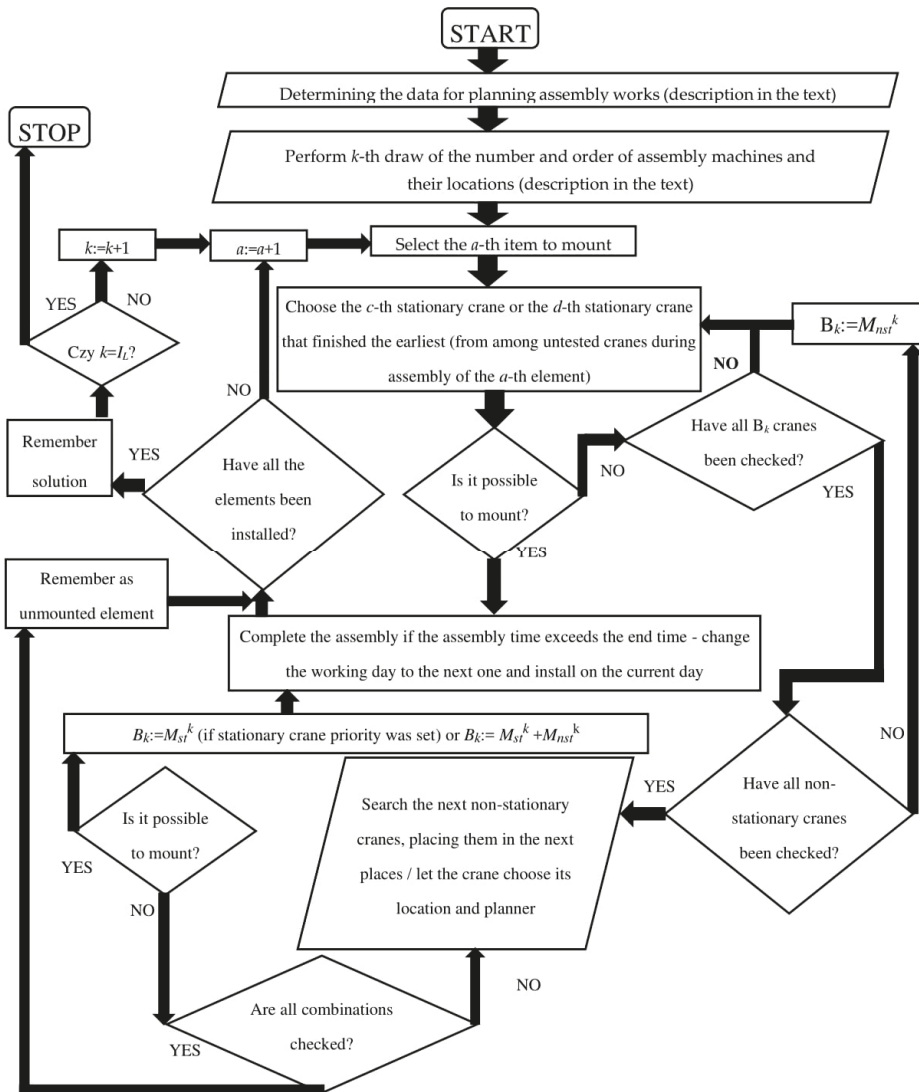 START
Determining the data for planning assembly works (description in the text)
STOP
Perform k-th draw of the number and order of assembly machines and
their locations (description in the text)
k:=k+1
a:=a+1
Select the a-th item to mount
YES
NO
Choose the c-th stationary crane or the d-th stationary crane
that finished the earliest (from among untested cranes during
assembly of the a-th element)
Bₖ:=Mₙₛₜᵏ
Czy k=I_L?
NO
NO
Remember
solution
YES
Have all the
elements been
installed?
Is it possible
to mount?
NO
YES
Have all Bₖ cranes
been checked?
YES
Remember as
unmounted element
Complete the assembly if the assembly time exceeds the end time - change
the working day to the next one and install on the current day
Bₖ:=Mₛₜᵏ (if stationary crane priority was set) or Bₖ:= Mₛₜᵏ +Mₙₛₜᵏ
NO
Is it possible
to mount?
YES
NO
Search the next non-stationary
cranes, placing them in the next
places / let the crane choose its
location and planner
YES
Have all non-
stationary cranes
been checked?
NO
Are all combinations
checked?
YES